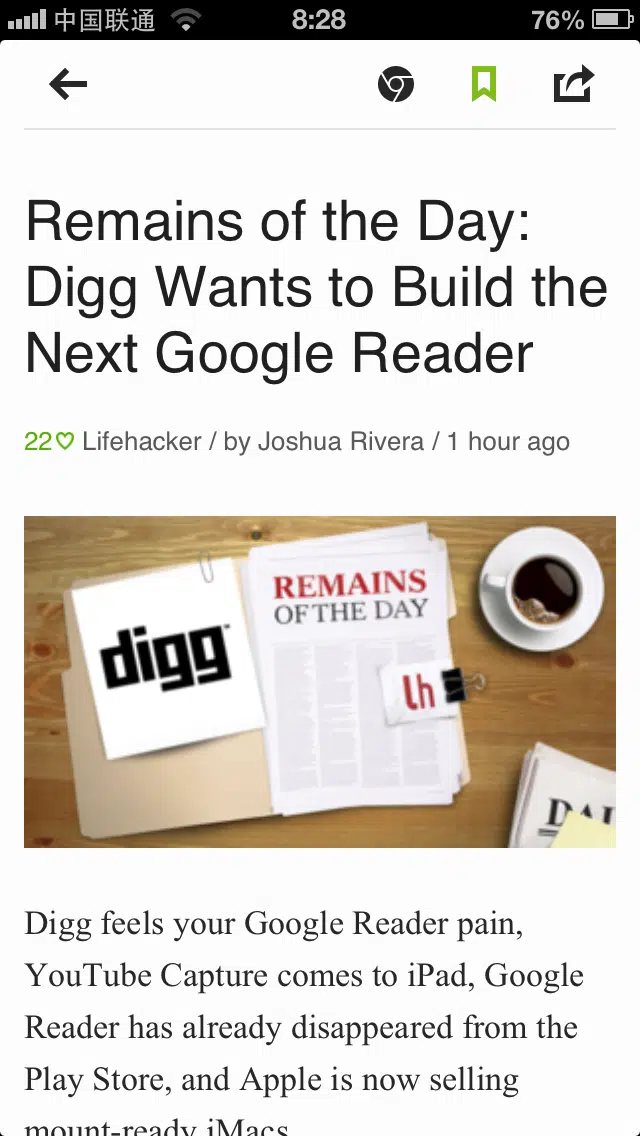 中国联通 8:28 76%
Remains of the Day:
Digg Wants to Build the
Next Google Reader
22 Lifehacker / by Joshua Rivera / 1 hour ago
digg
REMAINS
OF THE DAY
lh
Digg feels your Google Reader pain,
YouTube Capture comes to iPad, Google
Reader has already disappeared from the
Play Store, and Apple is now selling
mount-ready iMacs